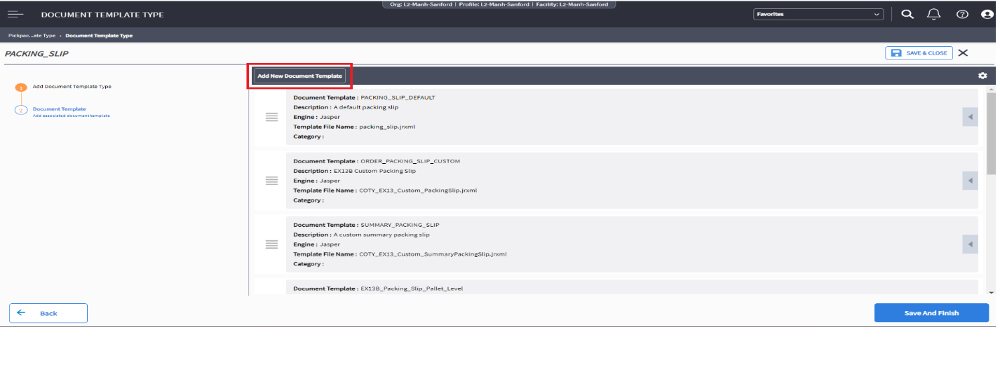 Org: L2-Manh-Sanford | Profile: L2-Manh-Sanford | Facility: L2-Manh-Sanford
DOCUMENT TEMPLATE TYPE
Favorites
Pickpac...ate Type › Document Template Type
PACKING_SLIP
SAVE & CLOSE
1 Add Document Template Type
2 Document Template
Add associated document template
Add New Document Template
Document Template : PACKING_SLIP_DEFAULT
Description : A default packing slip
Engine : Jasper
Template File Name : packing_slip.jrxml
Category :
Document Template : ORDER_PACKING_SLIP_CUSTOM
Description : EX13B Custom Packing Slip
Engine : Jasper
Template File Name : COTY_EX13_Custom_PackingSlip.jrxml
Category :
Document Template : SUMMARY_PACKING_SLIP
Description : A custom summary packing slip
Engine : Jasper
Template File Name : COTY_EX13_Custom_SummaryPackingSlip.jrxml
Category :
Document Template : EX13B_Packing_Slip_Pallet_Level
Back
Save And Finish